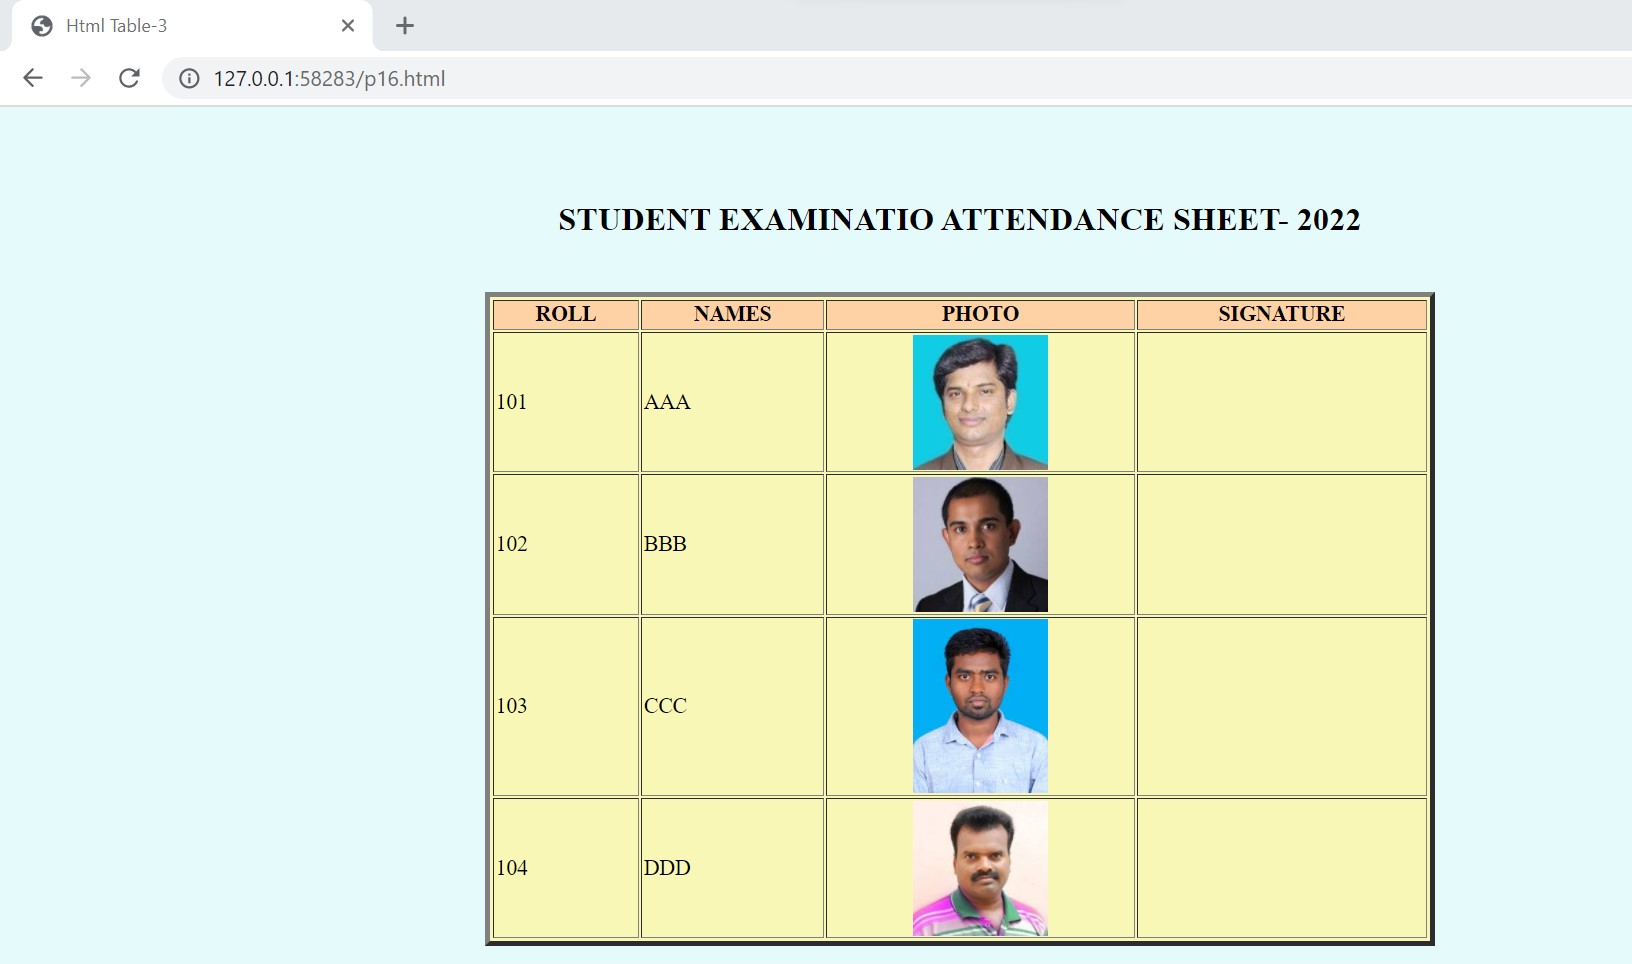 Html Table-3
127.0.0.1:58283/p16.html
STUDENT EXAMINATIO ATTENDANCE SHEET- 2022
ROLL NAMES PHOTO SIGNATURE
101 AAA
102 BBB
103 CCC
104 DDD